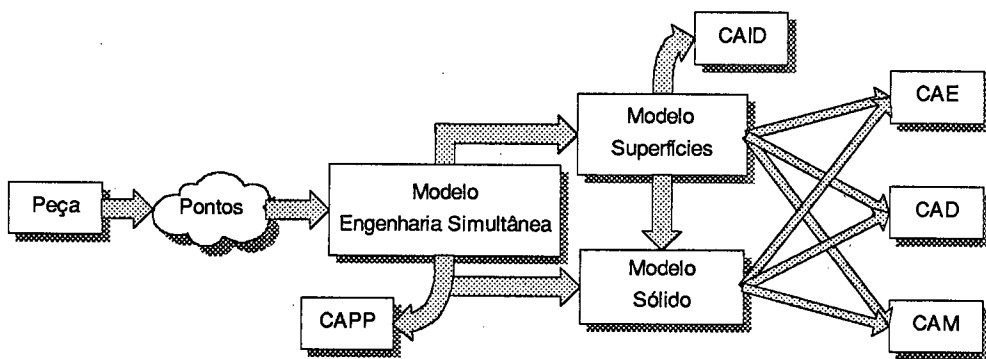 CAID
CAE
Modelo
Superfícies
Peça
Pontos
Modelo
Engenharia Simultânea
CAD
Modelo
Sólido
CAPP
CAM